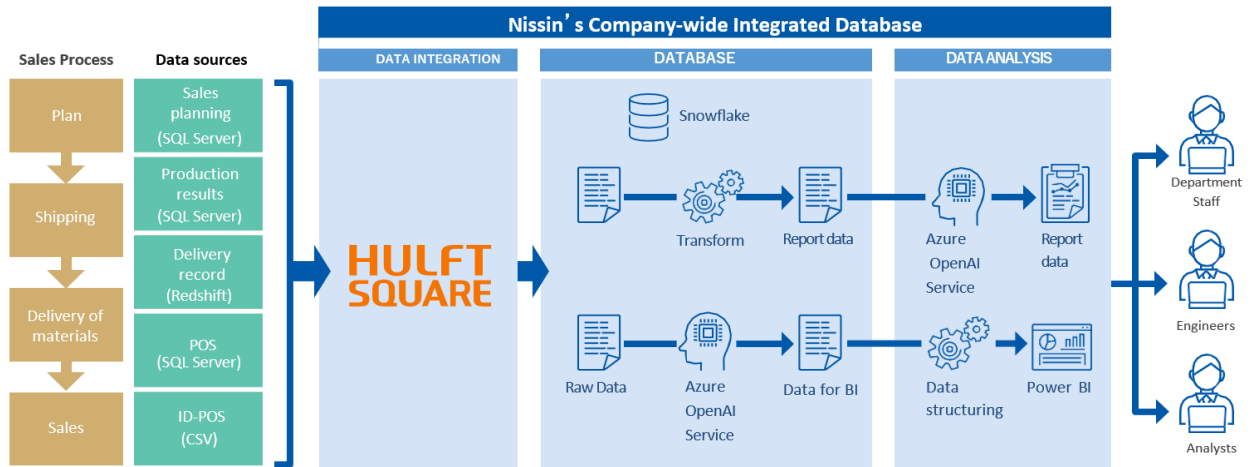 Nissin's Company-wide Integrated Database
Sales Process
Data sources
DATA INTEGRATION
DATABASE
DATA ANALYSIS
Plan
Shipping
Delivery of
materials
Sales
Sales
planning
(SQL Server)
Production
results
(SQL Server)
Delivery
record
(Redshift)
POS
(SQL Server)
ID-POS
(CSV)
HULFT
SQUARE
Snowflake
Transform
Report data
Azure
OpenAI
Service
Report
data
Raw Data
Azure
OpenAI
Service
Data for BI
Data
structuring
Power BI
Department
Staff
Engineers
Analysts